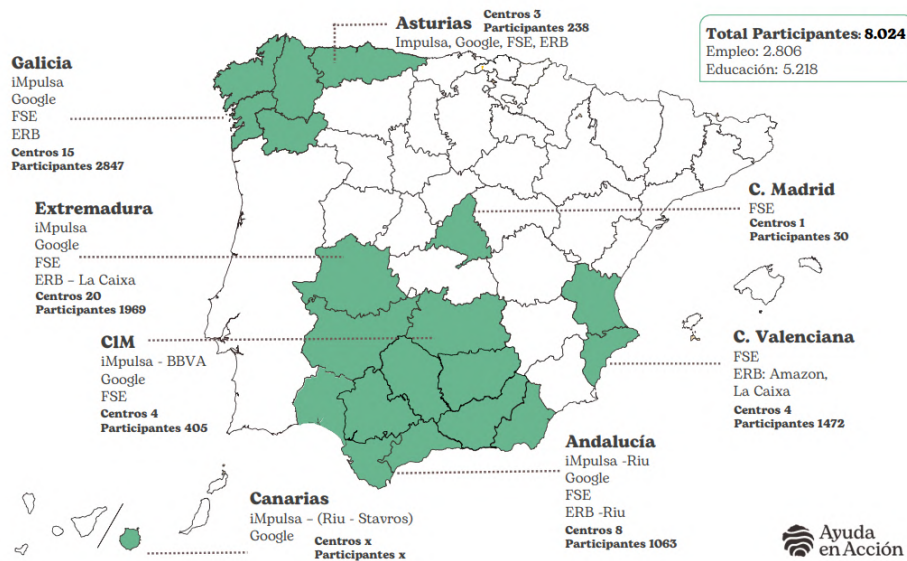 Asturias
Centros 3
Participantes 238
Impulsa, Google, FSE, ERB
Total Participantes: 8.024
Empleo: 2.806
Educación: 5.218
Galicia
iMpulsa
Google
FSE
ERB
Centros 15
Participantes 2847
C. Madrid
FSE
Centros 1
Participantes 30
Extremadura
iMpulsa
Google
FSE
ERB – La Caixa
Centros 20
Participantes 1969
ClM
iMpulsa - BBVA
Google
FSE
Centros 4
Participantes 405
C. Valenciana
FSE
ERB: Amazon,
La Caixa
Centros 4
Participantes 1472
Andalucía
iMpulsa -Riu
Google
FSE
ERB -Riu
Centros 8
Participantes 1063
Canarias
iMpulsa – (Riu - Stavros)
Google
Centros x
Participantes x
Ayuda
en Acción